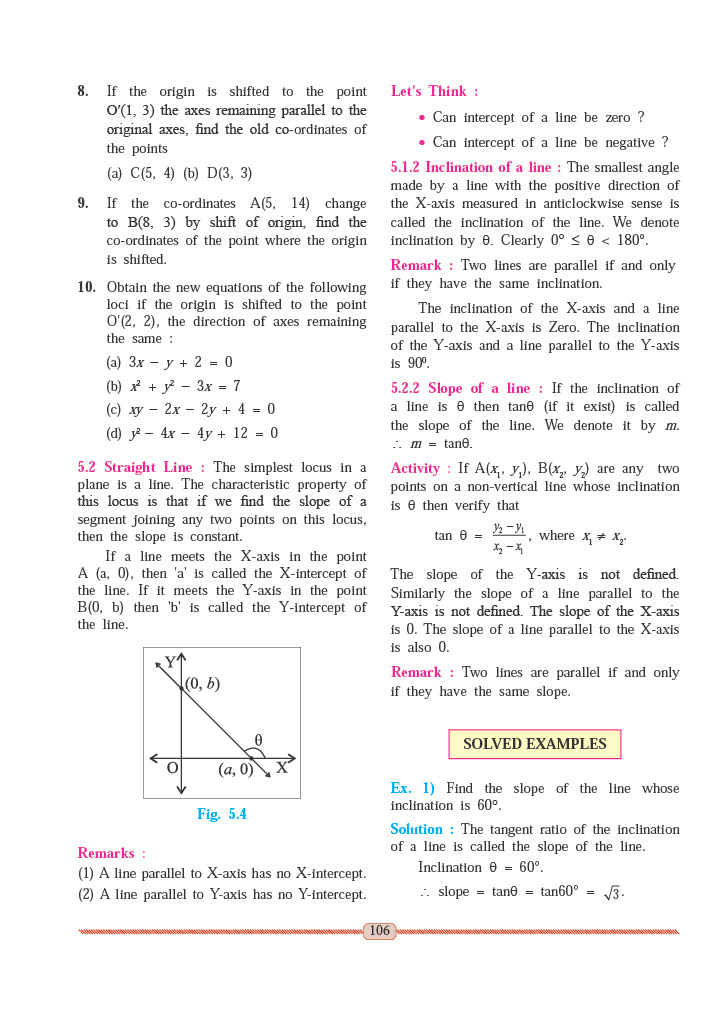 8. If the origin is shifted to the point
O′(1, 3) the axes remaining parallel to the
original axes, find the old co-ordinates of
the points
(a) C(5, 4) (b) D(3, 3)
9. If the co-ordinates A(5, 14) change
to B(8, 3) by shift of origin, find the
co-ordinates of the point where the origin
is shifted.
10. Obtain the new equations of the following
loci if the origin is shifted to the point
O'(2, 2), the direction of axes remaining
the same :
(a) 3x − y + 2 = 0
(b) x² + y² − 3x = 7
(c) xy − 2x − 2y + 4 = 0
(d) y² − 4x − 4y + 12 = 0
5.2 Straight Line : The simplest locus in a
plane is a line. The characteristic property of
this locus is that if we find the slope of a
segment joining any two points on this locus,
then the slope is constant.
If a line meets the X-axis in the point
A (a, 0), then 'a' is called the X-intercept of
the line. If it meets the Y-axis in the point
B(0, b) then 'b' is called the Y-intercept of
the line.
Y
(0, b)
θ
O (a, 0) X
Fig. 5.4
Remarks :
(1) A line parallel to X-axis has no X-intercept.
(2) A line parallel to Y-axis has no Y-intercept.
Let's Think :
• Can intercept of a line be zero ?
• Can intercept of a line be negative ?
5.1.2 Inclination of a line : The smallest angle
made by a line with the positive direction of
the X-axis measured in anticlockwise sense is
called the inclination of the line. We denote
inclination by θ. Clearly 0° ≤ θ < 180°.
Remark : Two lines are parallel if and only
if they have the same inclination.
The inclination of the X-axis and a line
parallel to the X-axis is Zero. The inclination
of the Y-axis and a line parallel to the Y-axis
is 90⁰.
5.2.2 Slope of a line : If the inclination of
a line is θ then tanθ (if it exist) is called
the slope of the line. We denote it by m.
∴ m = tanθ.
Activity : If A(x₁, y₁), B(x₂, y₂) are any two
points on a non-vertical line whose inclination
is θ then verify that
tan θ = (y₂ − y₁)/(x₂ − x₁), where x₁ ≠ x₂.
The slope of the Y-axis is not defined.
Similarly the slope of a line parallel to the
Y-axis is not defined. The slope of the X-axis
is 0. The slope of a line parallel to the X-axis
is also 0.
Remark : Two lines are parallel if and only
if they have the same slope.
SOLVED EXAMPLES
Ex. 1) Find the slope of the line whose
inclination is 60°.
Solution : The tangent ratio of the inclination
of a line is called the slope of the line.
Inclination θ = 60°.
∴ slope = tanθ = tan60° = √3.
106